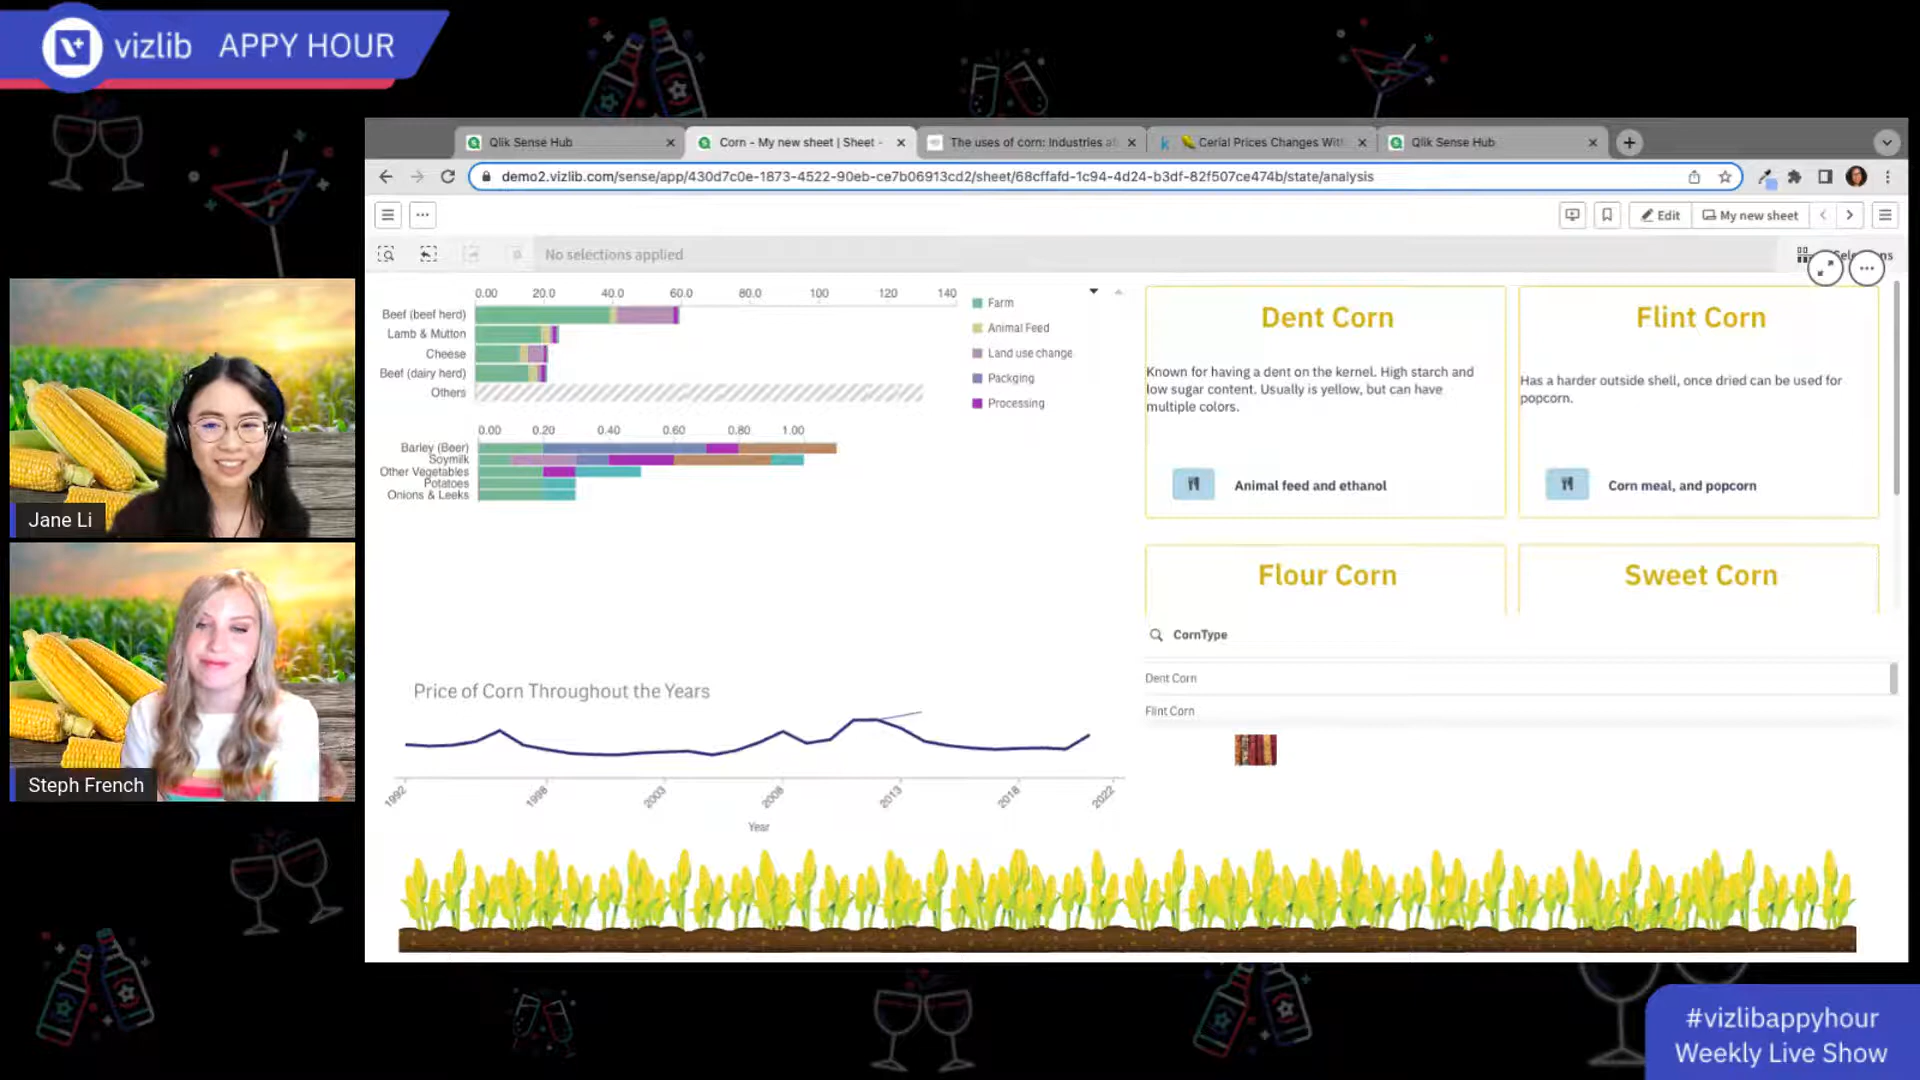 vizlib APPY HOUR
Qlik Sense Hub
Corn - My new sheet | Sheet -
The uses of corn: Industries at
Cerial Prices Changes With
Qlik Sense Hub
demo2.vizlib.com/sense/app/430d7c0e-1873-4522-90eb-ce7b06913cd2/sheet/68cffafd-1c94-4d24-b3df-82f507ce474b/state/analysis
Edit
My new sheet
No selections applied
0.00 20.0 40.0 60.0 80.0 100 120 140
Beef (beef herd)
Lamb & Mutton
Cheese
Beef (dairy herd)
Others
Farm
Animal Feed
Land use change
Packging
Processing
0.00 0.20 0.40 0.60 0.80 1.00
Barley (Beer)
Soymilk
Other Vegetables
Potatoes
Onions & Leeks
Dent Corn
Known for having a dent on the kernel. High starch and
low sugar content. Usually is yellow, but can have
multiple colors.
Animal feed and ethanol
Flint Corn
Has a harder outside shell, once dried can be used for
popcorn.
Corn meal, and popcorn
Flour Corn
Sweet Corn
CornType
Dent Corn
Flint Corn
Price of Corn Throughout the Years
1992 1998 2003 2008 2013 2018 2022
Year
Jane Li
Steph French
#vizlibappyhour
Weekly Live Show